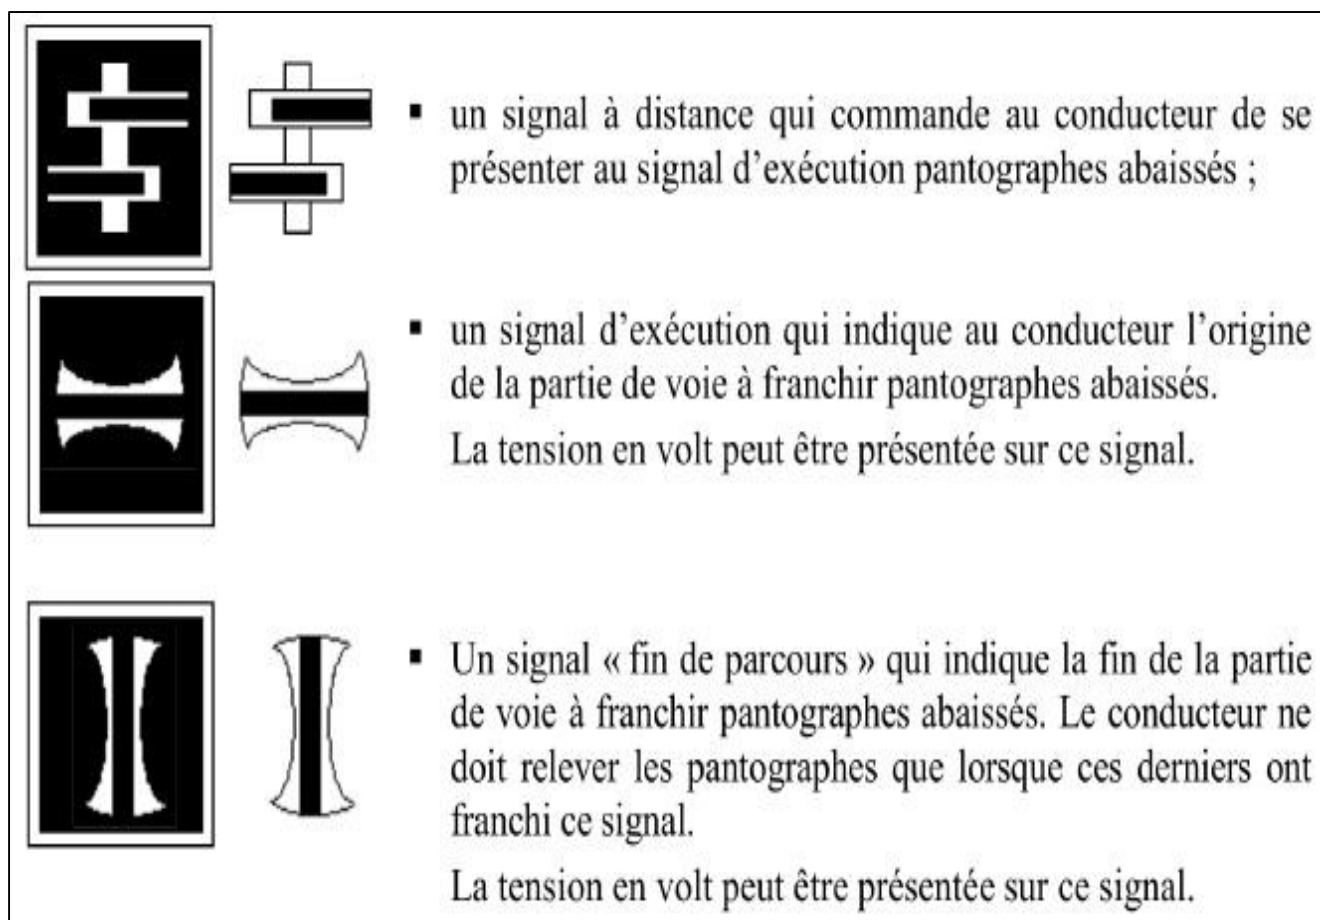 ▪ un signal à distance qui commande au conducteur de se
présenter au signal d'exécution pantographes abaissés ;
▪ un signal d'exécution qui indique au conducteur l'origine
de la partie de voie à franchir pantographes abaissés.
La tension en volt peut être présentée sur ce signal.
▪ Un signal « fin de parcours » qui indique la fin de la partie
de voie à franchir pantographes abaissés. Le conducteur ne
doit relever les pantographes que lorsque ces derniers ont
franchi ce signal.
La tension en volt peut être présentée sur ce signal.